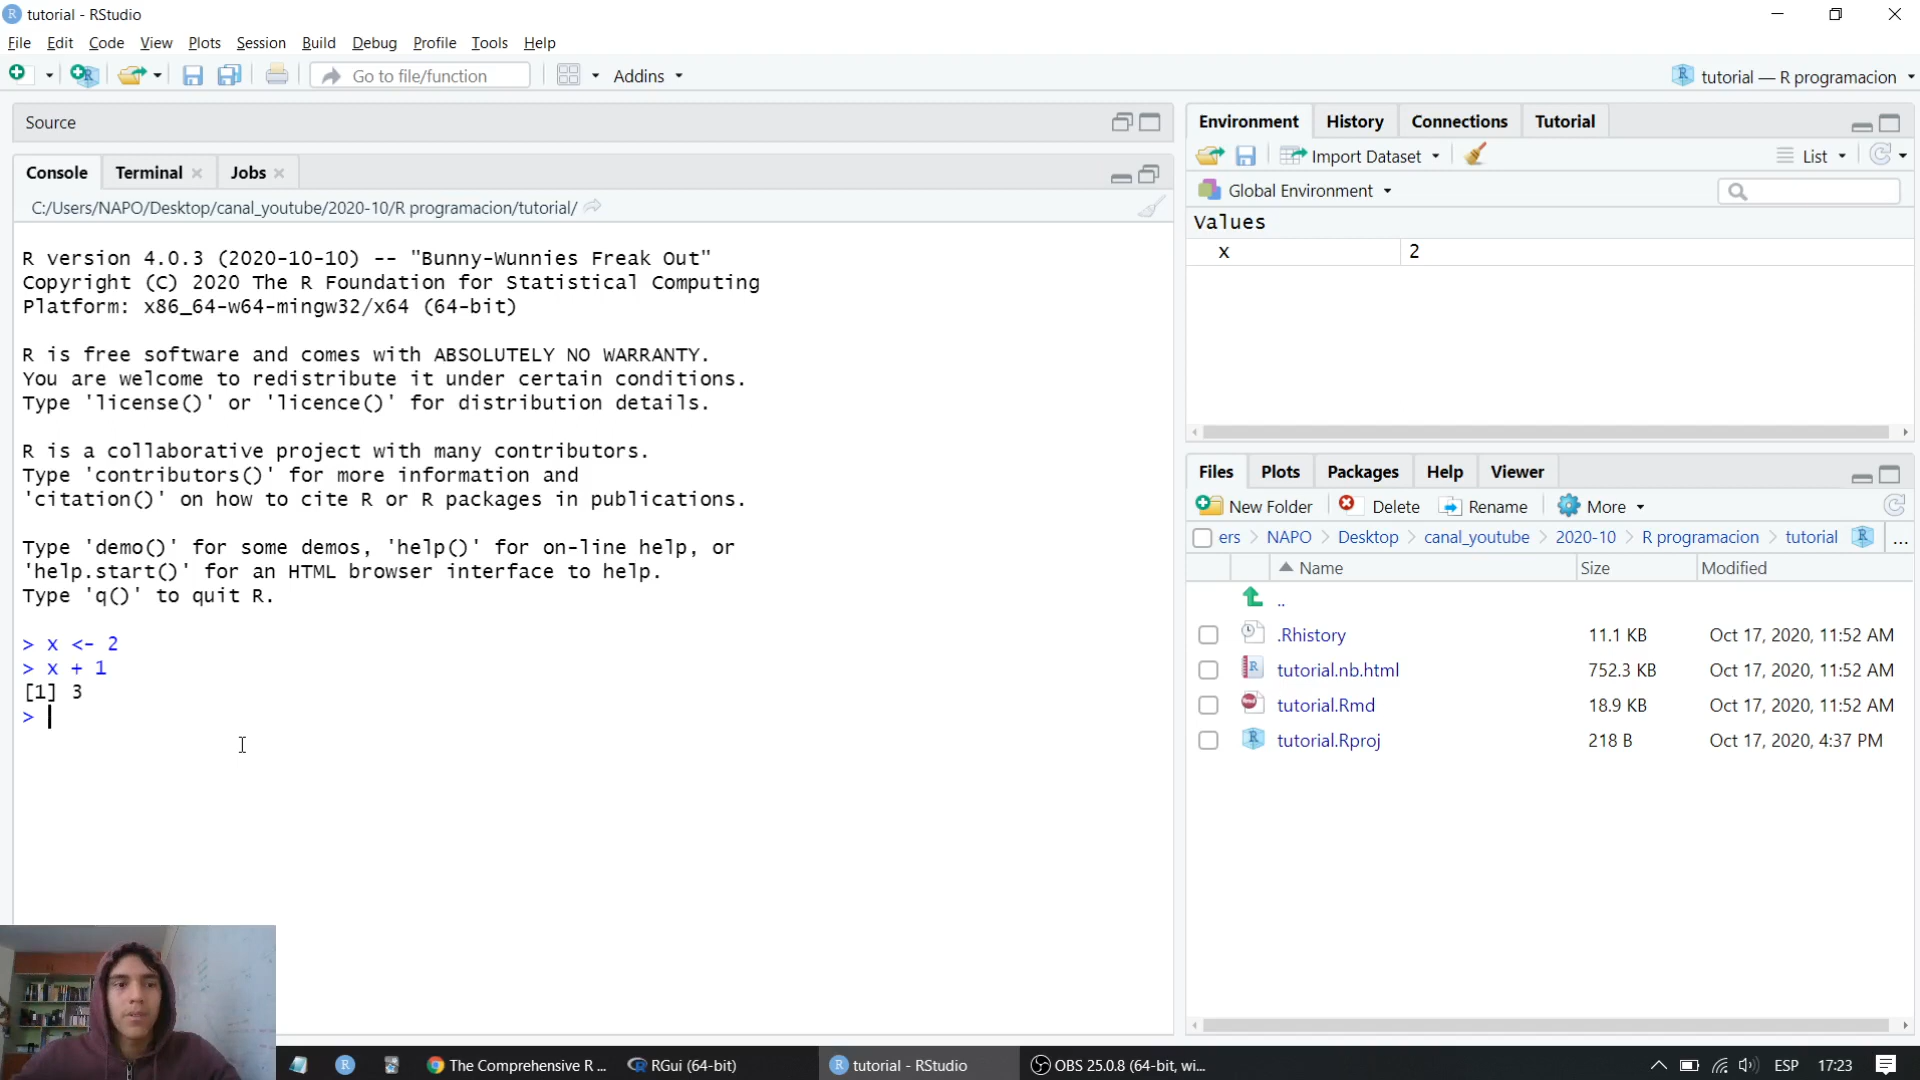 tutorial - RStudio
File Edit Code View Plots Session Build Debug Profile Tools Help
Go to file/function Addins tutorial — R programacion
Source
Console Terminal Jobs
C:/Users/NAPO/Desktop/canal_youtube/2020-10/R programacion/tutorial/
R version 4.0.3 (2020-10-10) -- "Bunny-Wunnies Freak Out"
Copyright (C) 2020 The R Foundation for Statistical Computing
Platform: x86_64-w64-mingw32/x64 (64-bit)
R is free software and comes with ABSOLUTELY NO WARRANTY.
You are welcome to redistribute it under certain conditions.
Type 'license()' or 'licence()' for distribution details.
R is a collaborative project with many contributors.
Type 'contributors()' for more information and
'citation()' on how to cite R or R packages in publications.
Type 'demo()' for some demos, 'help()' for on-line help, or
'help.start()' for an HTML browser interface to help.
Type 'q()' to quit R.
> x <- 2
> x + 1
[1] 3
>
Environment History Connections Tutorial
Import Dataset List
Global Environment
Values
x 2
Files Plots Packages Help Viewer
New Folder Delete Rename More
ers > NAPO > Desktop > canal_youtube > 2020-10 > R programacion > tutorial ...
Name Size Modified
..
.Rhistory 11.1 KB Oct 17, 2020, 11:52 AM
tutorial.nb.html 752.3 KB Oct 17, 2020, 11:52 AM
tutorial.Rmd 18.9 KB Oct 17, 2020, 11:52 AM
tutorial.Rproj 218 B Oct 17, 2020, 4:37 PM
The Comprehensive R ... RGui (64-bit) tutorial - RStudio OBS 25.0.8 (64-bit, wi... ESP 17:23